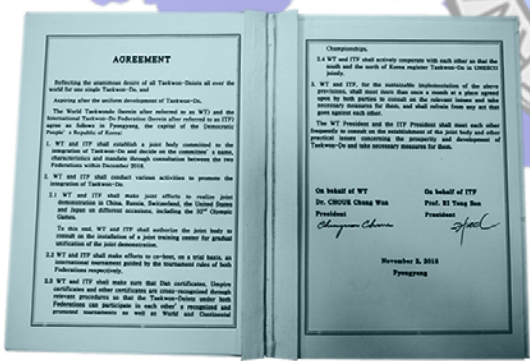 AGREEMENT
Reflecting the unanimous desire of all Taekwon-Doists all over the
world for one single Taekwon-Do, and
Aspiring after the uniform development of Taekwon-Do,
The World Taekwondo (herein after referred to as WT) and the
International Taekwon-Do Federation (herein after referred to as ITF)
agree as follows in Pyongyang, the capital of the Democratic
People's Republic of Korea:
1. WT and ITF shall establish a joint body committed to the
integration of Taekwon-Do and decide on the committee's name,
characteristics and mandate through consultation between the two
Federations within December 2018.
2. WT and ITF shall conduct various activities to promote the
integration of Taekwon-Do.
2.1 WT and ITF shall make joint efforts to realize joint
demonstration in China, Russia, Switzerland, the United States
and Japan on different occasions, including the 32nd Olympic
Games.
To this end, WT and ITF shall authorize the joint body to
consult on the installation of a joint training center for gradual
unification of the joint demonstration.
2.2 WT and ITF shall make efforts to co-host, on a trial basis, an
international tournament guided by the tournament rules of both
Federations respectively.
2.3 WT and ITF shall make sure that Dan certificates, Umpire
certificates and other certificates are cross-recognized through
relevant procedures so that the Taekwon-Doists under both
Federations can participate in each other's recognized and
promoted tournaments as well as World and Continental
Championships.
2.4 WT and ITF shall actively cooperate with each other so that the
south and the north of Korea register Taekwon-Do in UNESCO
jointly.
3. WT and ITF, for the sustainable implementation of the above
provisions, shall meet more than once a month at a place agreed
upon by both parties to consult on the relevant issues and take
necessary measures for them, and shall refrain from any act that
goes against each other.
The WT President and the ITF President shall meet each other
frequently to consult on the establishment of the joint body and other
practical issues concerning the prosperity and development of
Taekwon-Do and take necessary measures for them.
On behalf of WT
Dr. CHOUE Chung Won
President
On behalf of ITF
Prof. RI Yong Son
President
November 2, 2018
Pyongyang